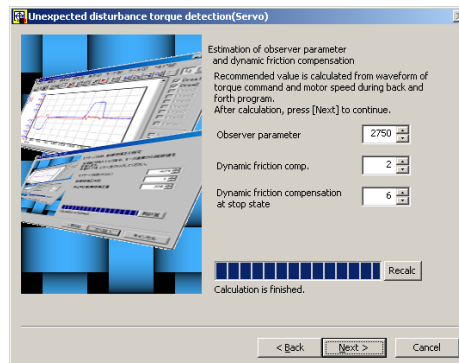 Unexpected disturbance torque detection(Servo)
Estimation of observer parameter
and dynamic friction compensation
Recommended value is calculated from waveform of
torque command and motor speed during back and
forth program.
After calculation, press [Next] to continue.
Observer parameter 2750
Dynamic friction comp. 2
Dynamic friction compensation
at stop state 6
Recalc
Calculation is finished.
< Back Next > Cancel